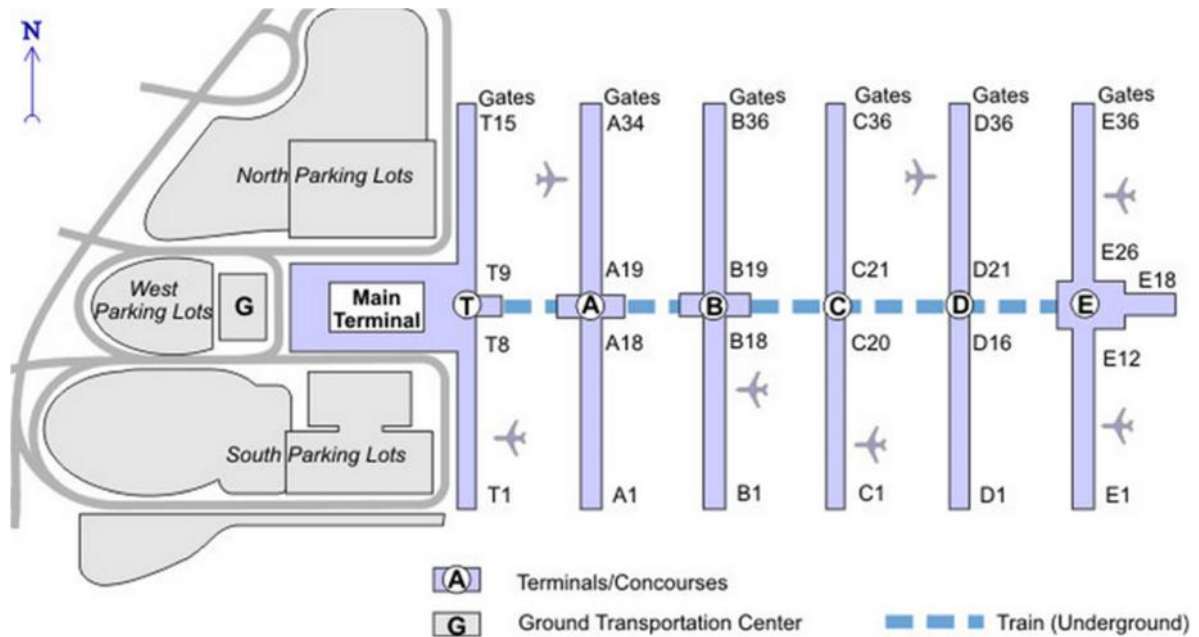 N
Gates
T15
Gates
A34
Gates
B36
Gates
C36
Gates
D36
Gates
E36
North Parking Lots
T9
A19
B19
C21
D21
E26
E18
West
Parking Lots
G
Main
Terminal
T
A
B
C
D
E
T8
A18
B18
C20
D16
E12
South Parking Lots
T1
A1
B1
C1
D1
E1
A
Terminals/Concourses
G
Ground Transportation Center
Train (Underground)